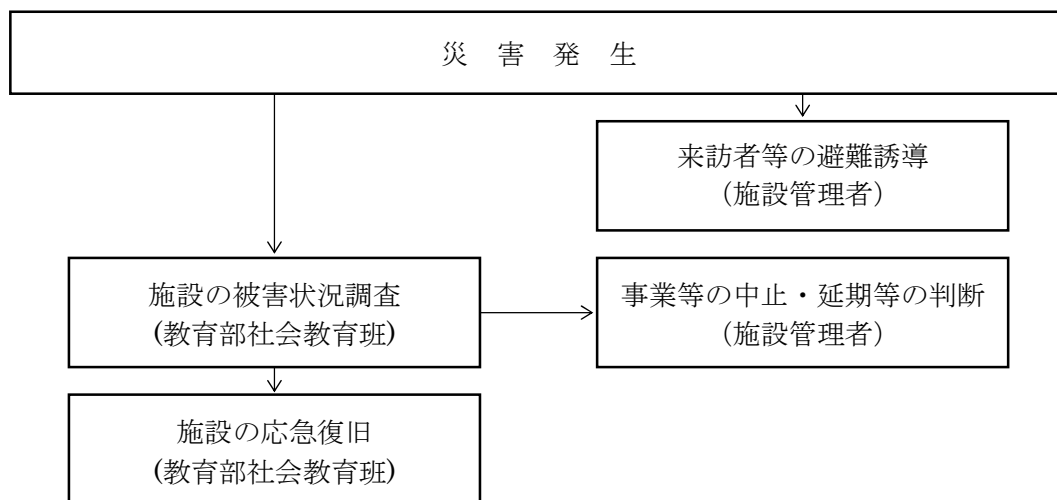 災 害 発 生
来訪者等の避難誘導
（施設管理者）
施設の被害状況調査
(教育部社会教育班)
事業等の中止・延期等の判断
（施設管理者）
施設の応急復旧
(教育部社会教育班)